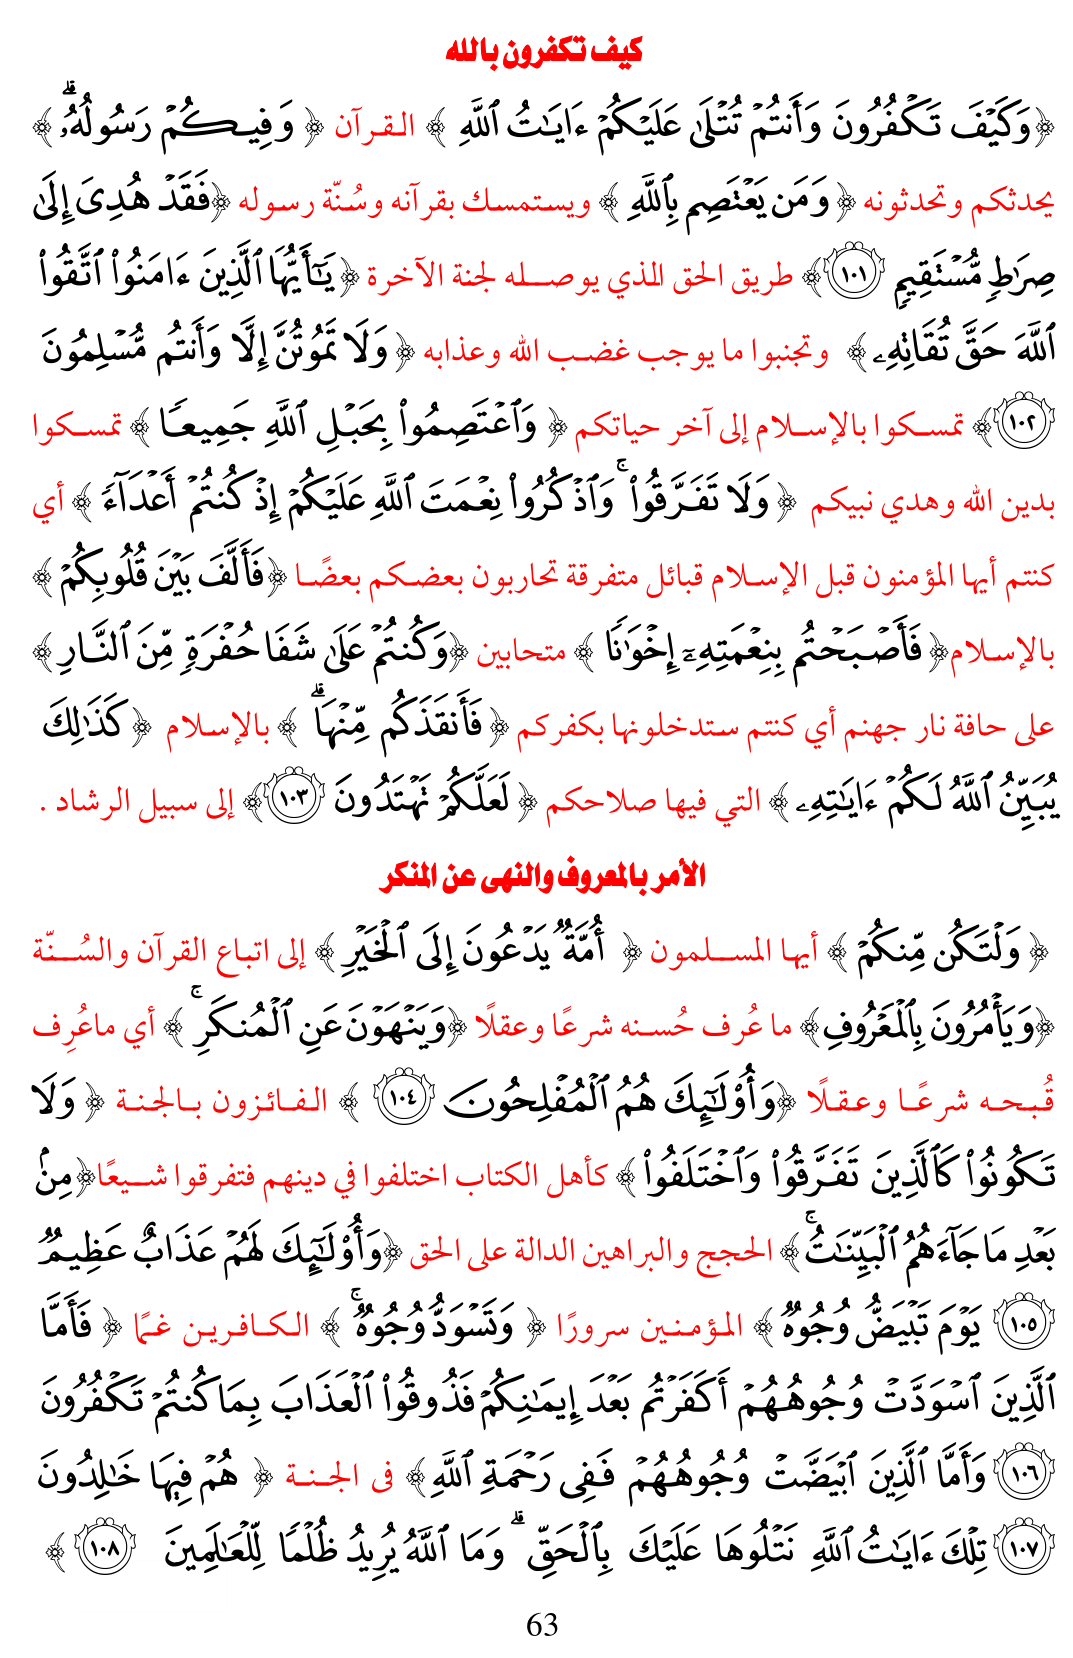 كيف تكفرون بالله
﴿وَكَيْفَ تَكْفُرُونَ وَأَنتُمْ تُتْلَىٰ عَلَيْكُمْ ءَايَـٰتُ ٱللَّهِ ﴾ القرآن ﴿ وَفِيكُمْ رَسُولُهُۥ ۗ ﴾
يحدثكم وتحدثونه ﴿ وَمَن يَعْتَصِم بِٱللَّهِ ﴾ ويستمسك بقرآنه وسُنّة رسوله ﴿فَقَدْ هُدِىَ إِلَىٰ
صِرَٰطٍ مُّسْتَقِيمٍ ١٠١﴾ طريق الحق الذي يوصله لجنة الآخرة ﴿ يَـٰٓأَيُّهَا ٱلَّذِينَ ءَامَنُوا۟ ٱتَّقُوا۟
ٱللَّهَ حَقَّ تُقَاتِهِۦ ﴾ وتجنبوا ما يوجب غضب الله وعذابه ﴿ وَلَا تَمُوتُنَّ إِلَّا وَأَنتُم مُّسْلِمُونَ
١٠٢﴾ تمسكوا بالإسلام إلى آخر حياتكم ﴿ وَٱعْتَصِمُوا۟ بِحَبْلِ ٱللَّهِ جَمِيعًا ﴾ تمسكوا
بدين الله وهدي نبيكم ﴿ وَلَا تَفَرَّقُوا۟ ۚ وَٱذْكُرُوا۟ نِعْمَتَ ٱللَّهِ عَلَيْكُمْ إِذْ كُنتُمْ أَعْدَآءً ﴾ أي
كنتم أيها المؤمنون قبل الإسلام قبائل متفرقة تحاربون بعضكم بعضًا ﴿فَأَلَّفَ بَيْنَ قُلُوبِكُمْ ﴾
بالإسلام﴿ فَأَصْبَحْتُم بِنِعْمَتِهِۦٓ إِخْوَٰنًا ﴾ متحابين ﴿وَكُنتُمْ عَلَىٰ شَفَا حُفْرَةٍ مِّنَ ٱلنَّارِ ﴾
على حافة نار جهنم أي كنتم ستدخلونها بكفركم ﴿ فَأَنقَذَكُم مِّنْهَا ۗ ﴾ بالإسلام ﴿ كَذَٰلِكَ
يُبَيِّنُ ٱللَّهُ لَكُمْ ءَايَـٰتِهِۦ ﴾ التي فيها صلاحكم ﴿ لَعَلَّكُمْ تَهْتَدُونَ ١٠٣﴾ إلى سبيل الرشاد .
الأمر بالمعروف والنهى عن المنكر
﴿ وَلْتَكُن مِّنكُمْ ﴾ أيها المسلمون ﴿ أُمَّةٌ يَدْعُونَ إِلَى ٱلْخَيْرِ ﴾ إلى اتباع القرآن والسُنّة
﴿وَيَأْمُرُونَ بِٱلْمَعْرُوفِ﴾ ما عُرف حُسنه شرعًا وعقلًا ﴿وَيَنْهَوْنَ عَنِ ٱلْمُنكَرِ ۚ ﴾ أي ماعُرِف
قُبحه شرعًا وعقلًا ﴿وَأُو۟لَـٰٓئِكَ هُمُ ٱلْمُفْلِحُونَ ١٠٤ ﴾ الفائزون بالجنة ﴿ وَلَا
تَكُونُوا۟ كَٱلَّذِينَ تَفَرَّقُوا۟ وَٱخْتَلَفُوا۟ ﴾ كأهل الكتاب اختلفوا في دينهم فتفرقوا شيعًا﴿مِنۢ
بَعْدِ مَا جَآءَهُمُ ٱلْبَيِّنَـٰتُ ۚ﴾ الحجج والبراهين الدالة على الحق ﴿وَأُو۟لَـٰٓئِكَ لَهُمْ عَذَابٌ عَظِيمٌ
١٠٥ يَوْمَ تَبْيَضُّ وُجُوهٌ ﴾ المؤمنين سرورًا ﴿ وَتَسْوَدُّ وُجُوهٌ ۚ ﴾ الكافرين غمًا ﴿ فَأَمَّا
ٱلَّذِينَ ٱسْوَدَّتْ وُجُوهُهُمْ أَكَفَرْتُم بَعْدَ إِيمَـٰنِكُمْ فَذُوقُوا۟ ٱلْعَذَابَ بِمَا كُنتُمْ تَكْفُرُونَ
١٠٦ وَأَمَّا ٱلَّذِينَ ٱبْيَضَّتْ وُجُوهُهُمْ فَفِى رَحْمَةِ ٱللَّهِ﴾ فى الجنة ﴿ هُمْ فِيهَا خَـٰلِدُونَ
١٠٧ تِلْكَ ءَايَـٰتُ ٱللَّهِ نَتْلُوهَا عَلَيْكَ بِٱلْحَقِّ ۗ وَمَا ٱللَّهُ يُرِيدُ ظُلْمًا لِّلْعَـٰلَمِينَ ١٠٨ ﴾
63